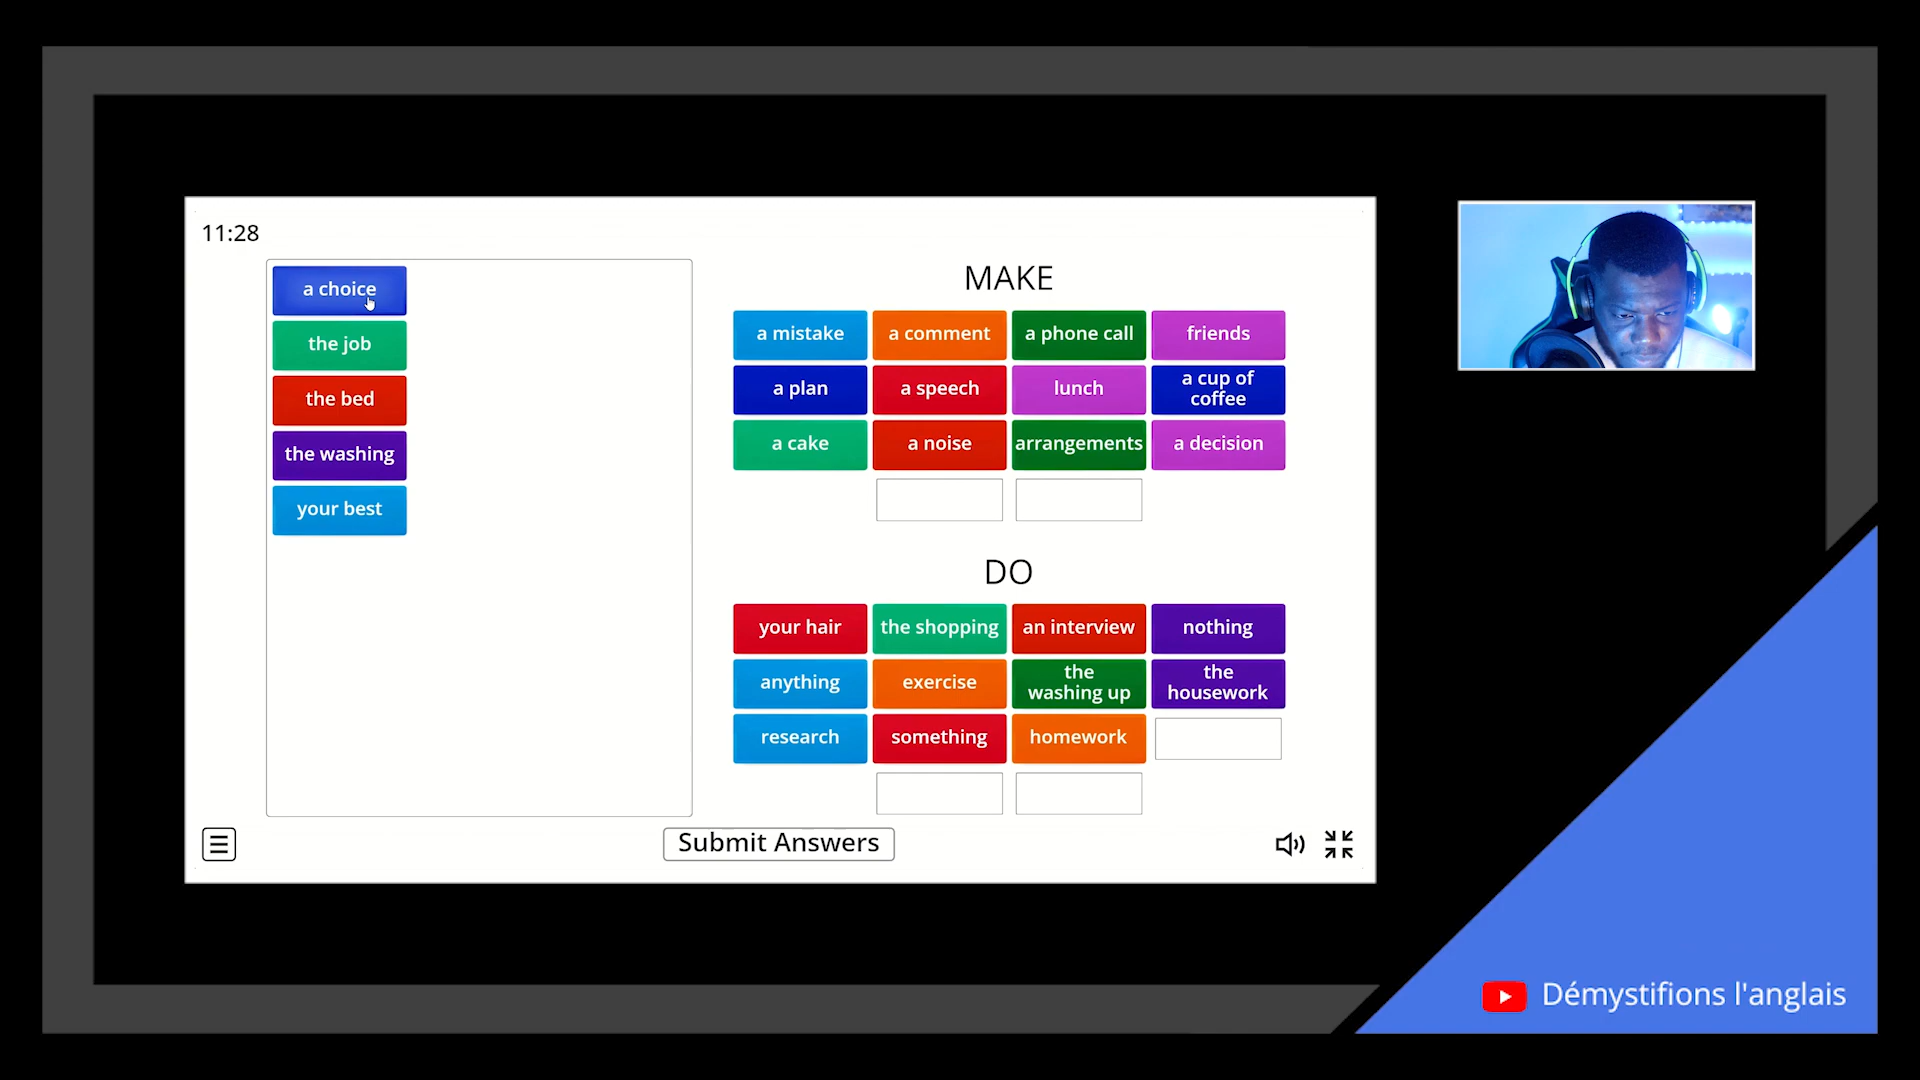 11:28
a choice
the job
the bed
the washing
your best
MAKE
a mistake a comment a phone call friends
a plan a speech lunch a cup of
coffee
a cake a noise arrangements a decision
DO
your hair the shopping an interview nothing
anything exercise the
washing up the
housework
research something homework
Submit Answers
Démystifions l'anglais